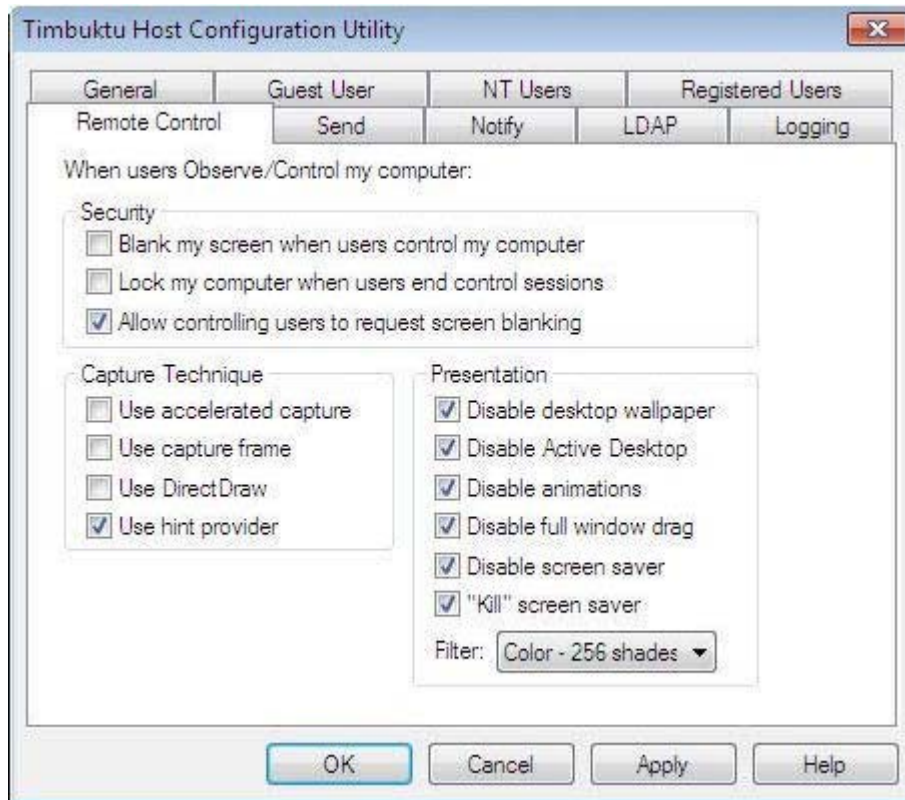 Timbuktu Host Configuration Utility
General Guest User NT Users Registered Users
Remote Control Send Notify LDAP Logging
When users Observe/Control my computer:
Security
Blank my screen when users control my computer
Lock my computer when users end control sessions
Allow controlling users to request screen blanking
Capture Technique
Use accelerated capture
Use capture frame
Use DirectDraw
Use hint provider
Presentation
Disable desktop wallpaper
Disable Active Desktop
Disable animations
Disable full window drag
Disable screen saver
"Kill" screen saver
Filter: Color - 256 shades
OK Cancel Apply Help